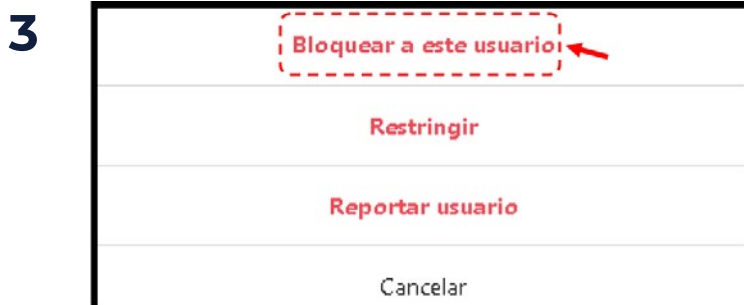 3
Bloquear a este usuario
Restringir
Reportar usuario
Cancelar